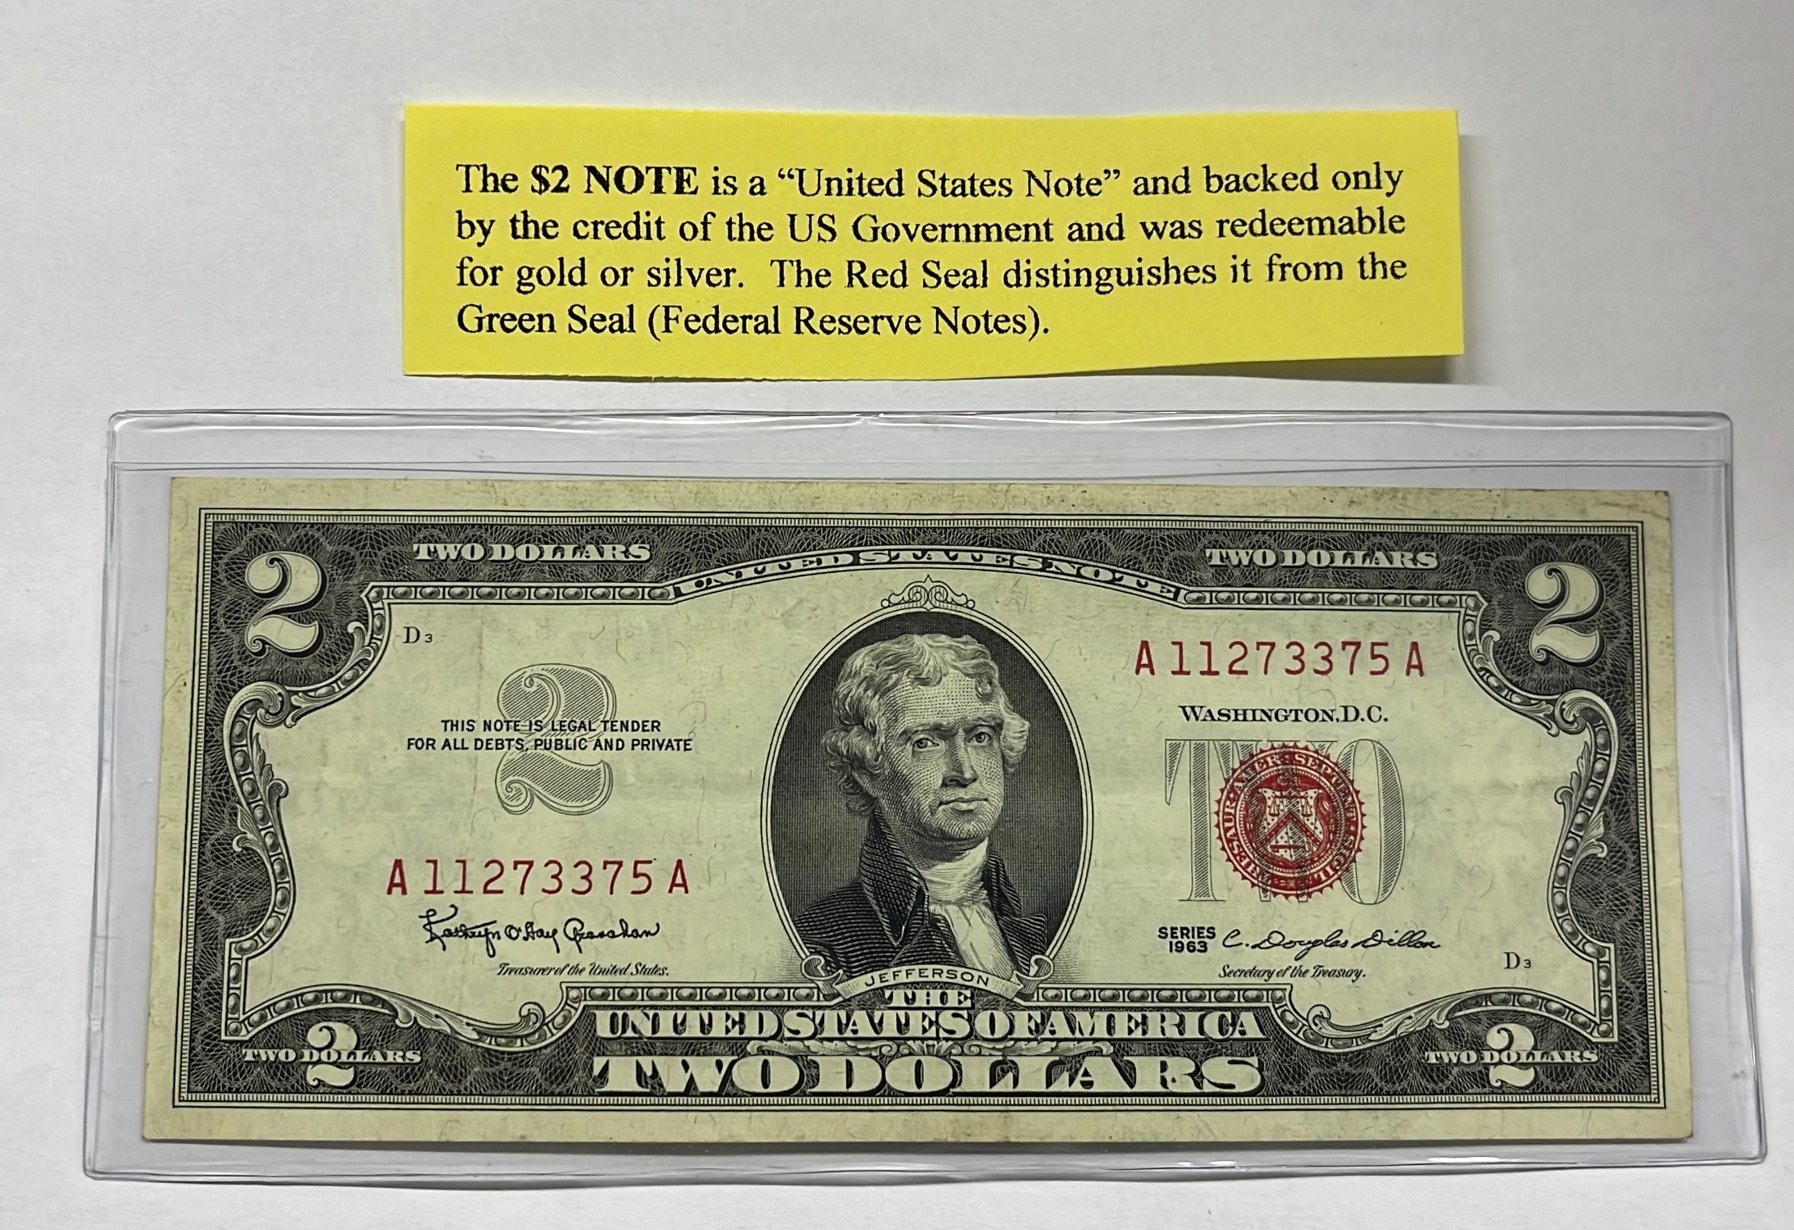 The $2 NOTE is a “United States Note” and backed only
by the credit of the US Government and was redeemable
for gold or silver. The Red Seal distinguishes it from the
Green Seal (Federal Reserve Notes).
2 TWO DOLLARS UNITED STATES NOTE TWO DOLLARS 2
D3
A 11273375 A
2
THIS NOTE IS LEGAL TENDER
FOR ALL DEBTS, PUBLIC AND PRIVATE
WASHINGTON, D.C.
TWO
A 11273375 A
Kathryn O'Hay Granahan
Treasurer of the United States.
SERIES
1963
C. Douglas Dillon
Secretary of the Treasury.
D3
JEFFERSON
THE
UNITED STATES OF AMERICA
TWO DOLLARS
TWO DOLLARS 2
TWO DOLLARS 2